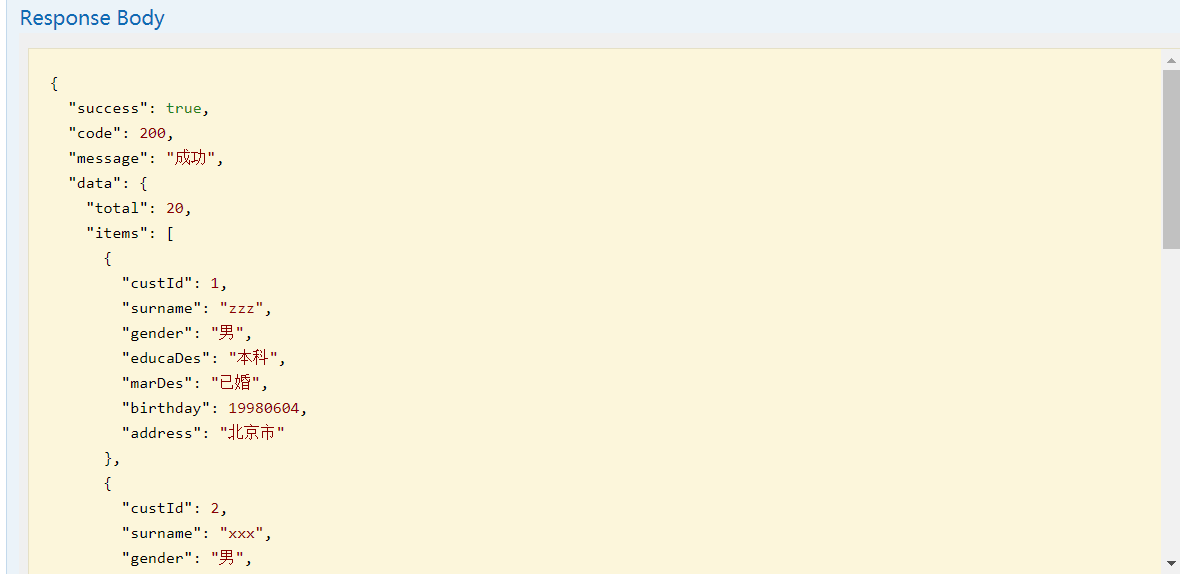 Response Body
{
"success": true,
"code": 200,
"message": "成功",
"data": {
"total": 20,
"items": [
{
"custId": 1,
"surname": "zzz",
"gender": "男",
"educaDes": "本科",
"marDes": "已婚",
"birthday": 19980604,
"address": "北京市"
},
{
"custId": 2,
"surname": "xxx",
"gender": "男",